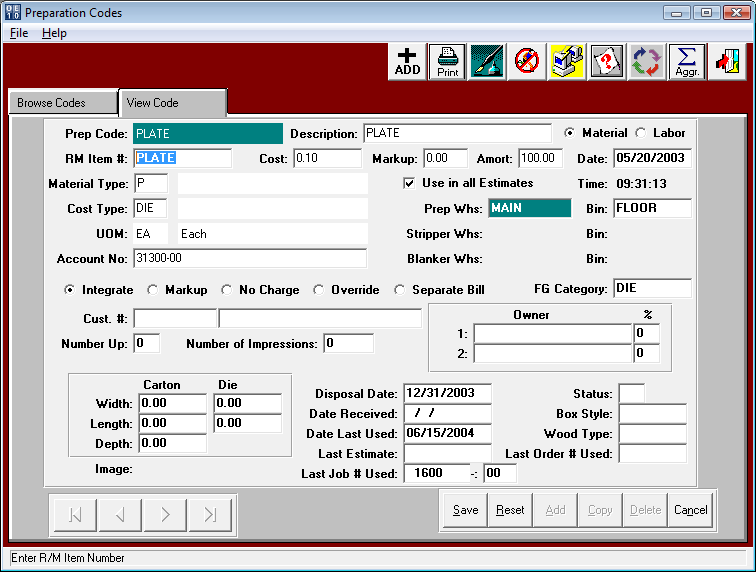 Preparation Codes
File Help
ADD Print Aggr.
Browse Codes View Code
Prep Code: PLATE Description: PLATE Material Labor
RM Item #: PLATE Cost: 0.10 Markup: 0.00 Amort: 100.00 Date: 05/20/2003
Material Type: P Use in all Estimates Time: 09:31:13
Cost Type: DIE Prep Whs: MAIN Bin: FLOOR
UOM: EA Each Stripper Whs: Bin:
Account No: 31300-00 Blanker Whs: Bin:
Integrate Markup No Charge Override Separate Bill FG Category: DIE
Cust. #: Owner %
Number Up: 0 Number of Impressions: 0 1: 0
2: 0
Carton Die Disposal Date: 12/31/2003 Status:
Width: 0.00 0.00 Date Received: / / Box Style:
Length: 0.00 0.00 Date Last Used: 06/15/2004 Wood Type:
Depth: 0.00 Last Estimate: Last Order # Used:
Image: Last Job # Used: 1600 -: 00
Save Reset Add Copy Delete Cancel
Enter R/M Item Number